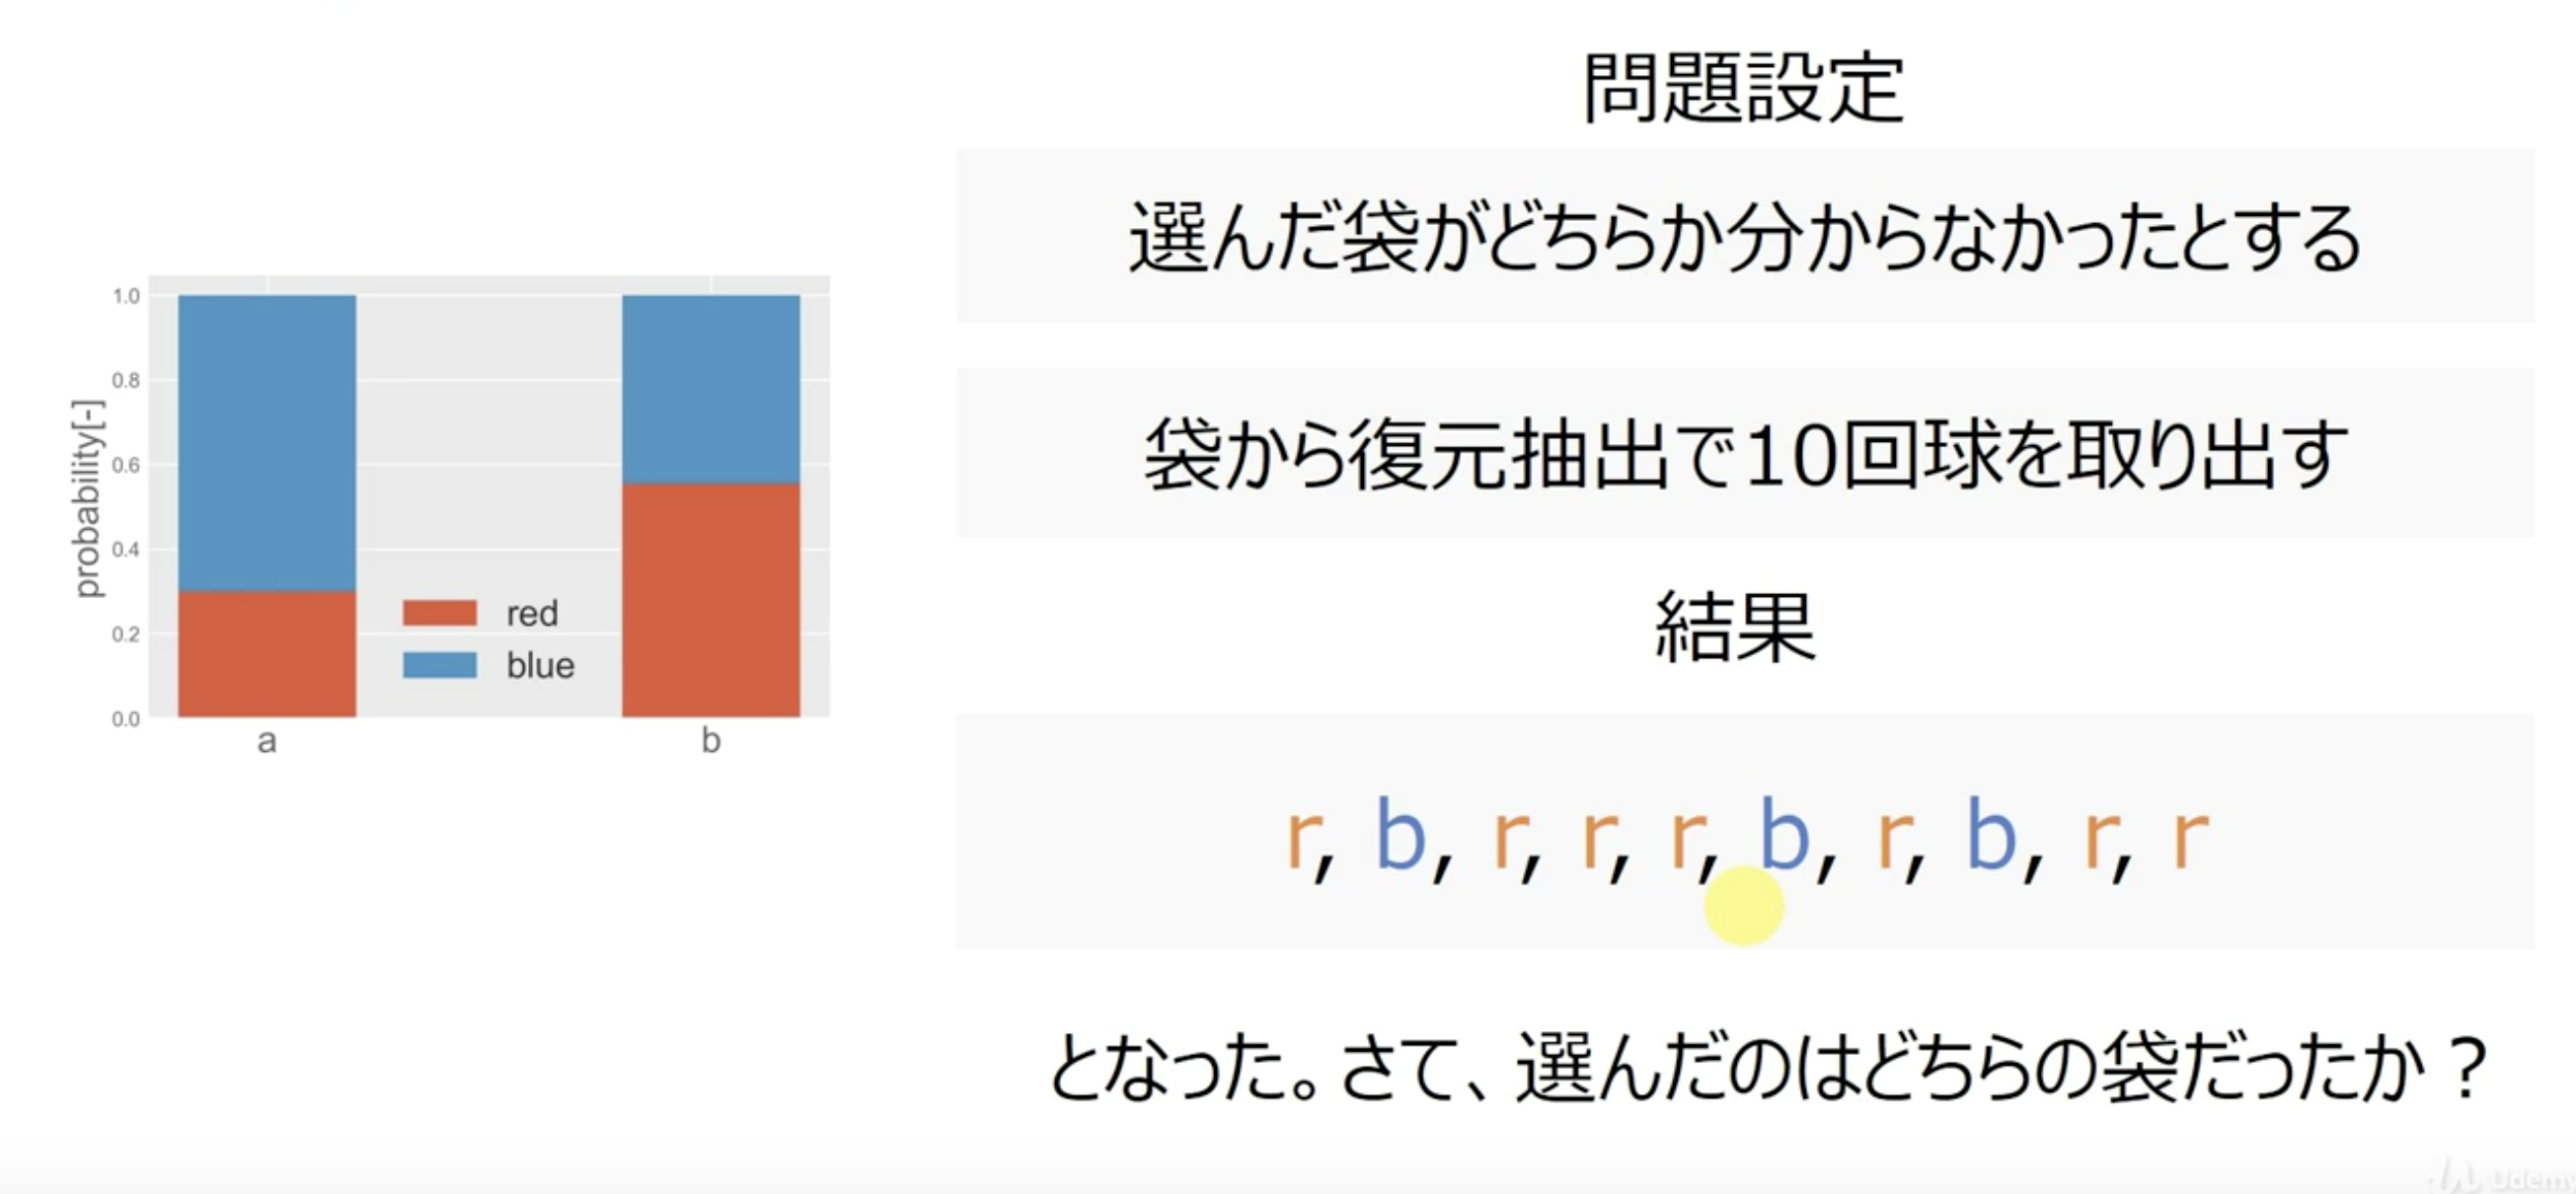 問題設定
選んだ袋がどちらか分からなかったとする
袋から復元抽出で10回球を取り出す
結果
r, b, r, r, r, b, r, b, r, r
となった。さて、選んだのはどちらの袋だったか？
probability[-]
1.0
0.8
0.6
0.4
0.2
0.0
red
blue
a b
Udemy